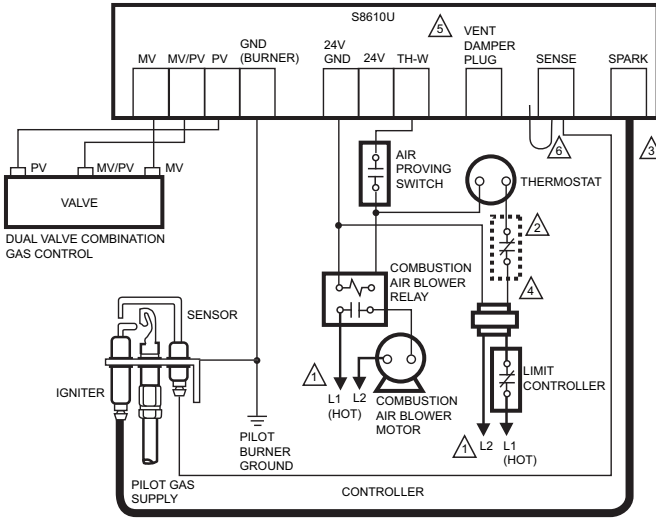 S8610U
5
MV
MV/PV
PV
GND
(BURNER)
24V
GND
24V
TH-W
VENT
DAMPER
PLUG
SENSE
SPARK
6
3
PV
MV/PV
MV
VALVE
DUAL VALVE COMBINATION
GAS CONTROL
AIR
PROVING
SWITCH
THERMOSTAT
2
4
COMBUSTION
AIR BLOWER
RELAY
SENSOR
IGNITER
1
L1
(HOT)
L2
COMBUSTION
AIR BLOWER
MOTOR
LIMIT
CONTROLLER
1
L2
L1
(HOT)
PILOT
BURNER
GROUND
PILOT GAS
SUPPLY
CONTROLLER